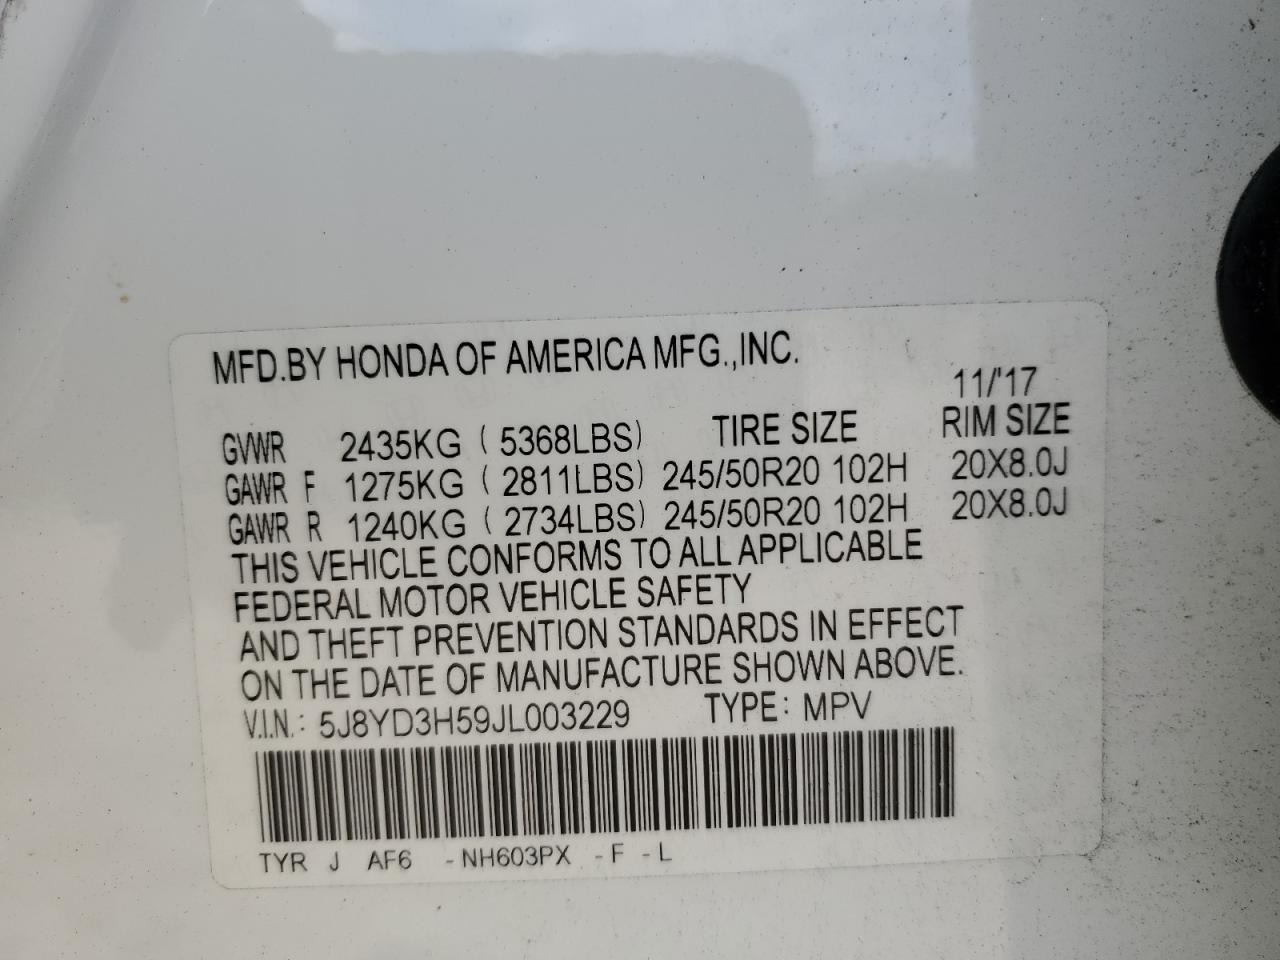 MFD.BY HONDA OF AMERICA MFG.,INC.
11/'17
GVWR 2435KG ( 5368LBS) TIRE SIZE RIM SIZE
GAWR F 1275KG ( 2811LBS) 245/50R20 102H 20X8.0J
GAWR R 1240KG ( 2734LBS) 245/50R20 102H 20X8.0J
THIS VEHICLE CONFORMS TO ALL APPLICABLE
FEDERAL MOTOR VEHICLE SAFETY
AND THEFT PREVENTION STANDARDS IN EFFECT
ON THE DATE OF MANUFACTURE SHOWN ABOVE.
V.I.N.: 5J8YD3H59JL003229 TYPE: MPV
TYR J AF6 -NH603PX -F -L